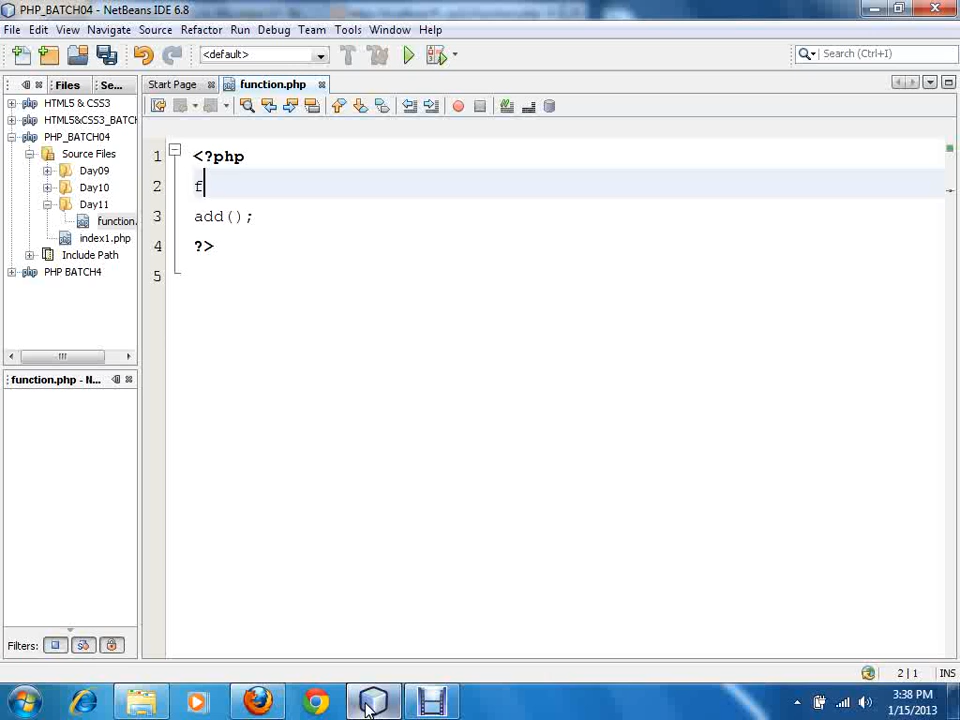 PHP_BATCH04 - NetBeans IDE 6.8
File Edit View Navigate Source Refactor Run Debug Team Tools Window Help
<default>
Search (Ctrl+I)
Files Se...
Start Page function.php
HTML5 & CSS3
HTML5&CSS3_BATCH
PHP_BATCH04
Source Files
Day09
Day10
Day11
function.
index1.php
Include Path
PHP BATCH4
1 <?php
2 f
3 add();
4 ?>
5
function.php - N...
Filters:
2 | 1 INS
3:38 PM
1/15/2013